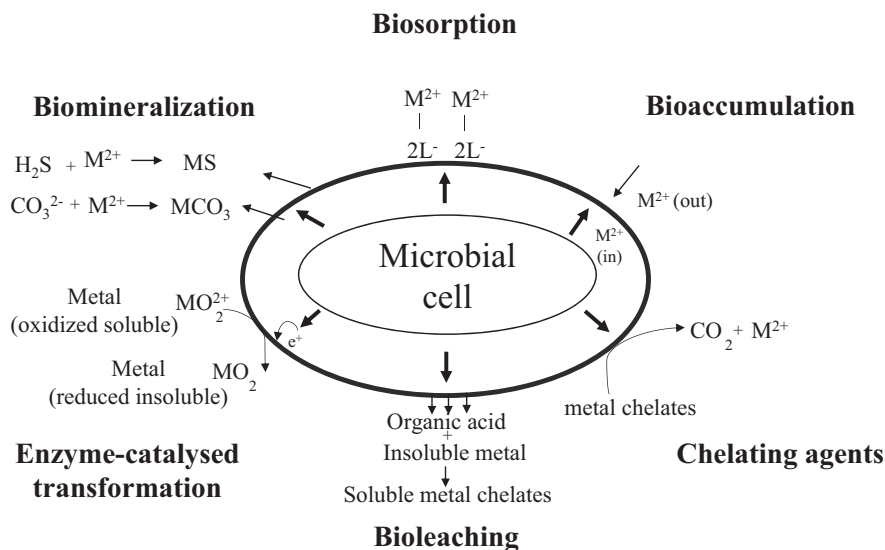 Biosorption
Biomineralization
M²⁺ M²⁺
Bioaccumulation
2L⁻ 2L⁻
H₂S + M²⁺ → MS
CO₃²⁻ + M²⁺ → MCO₃
M²⁺ (out)
M²⁺
(in)
Microbial
cell
Metal
(oxidized soluble)
MO₂²⁺
e⁺
Metal
(reduced insoluble)
MO₂
CO₂ + M²⁺
metal chelates
Organic acid
+
Insoluble metal
Soluble metal chelates
Enzyme-catalysed
transformation
Chelating agents
Bioleaching